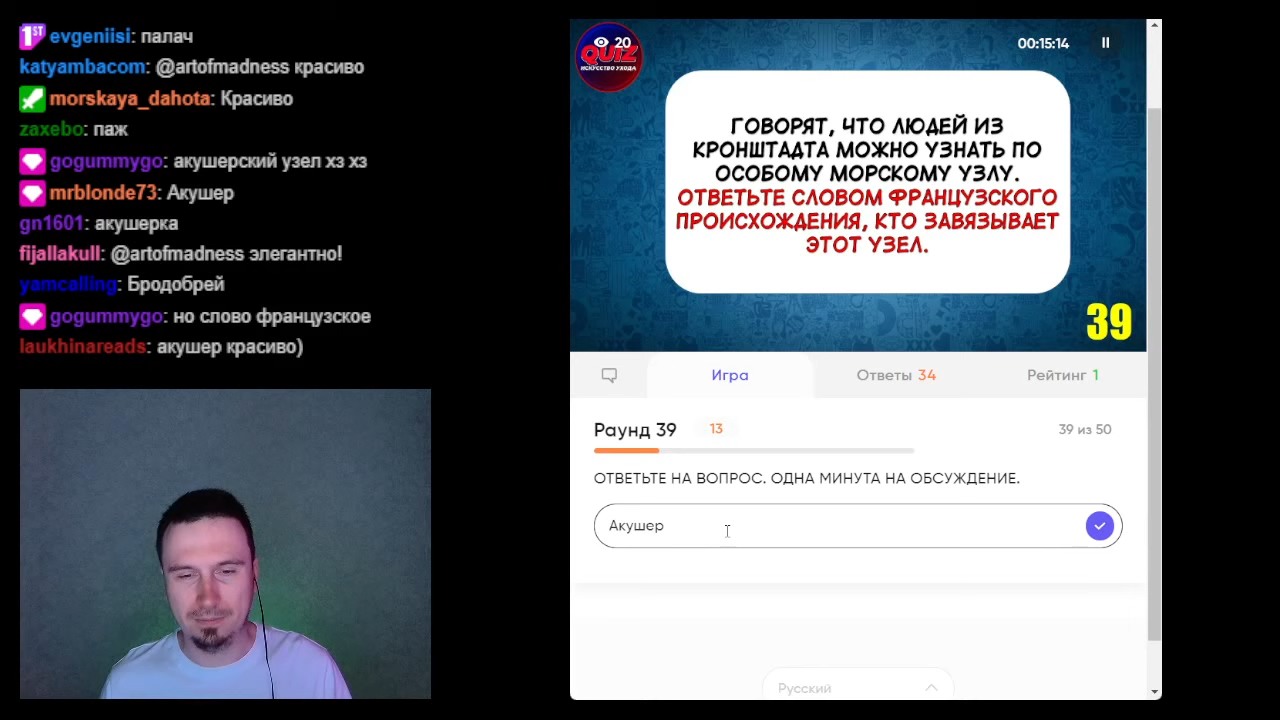 1ST evgeniisi: палач
katyambacom: @artofmadness красиво
morskaya_dahota: Красиво
zaxebo: паж
gogummygo: акушерский узел хз хз
mrblonde73: Акушер
gn1601: акушерка
fijallakull: @artofmadness элегантно!
yamcalling: Бродобрей
gogummygo: но слово французское
laukhinareads: акушер красиво)
20
QUIZ
ИСКУССТВО УХОДА
00:15:14
ГОВОРЯТ, ЧТО ЛЮДЕЙ ИЗ
КРОНШТАДТА МОЖНО УЗНАТЬ ПО
ОСОБОМУ МОРСКОМУ УЗЛУ.
ОТВЕТЬТЕ СЛОВОМ ФРАНЦУЗСКОГО
ПРОИСХОЖДЕНИЯ, КТО ЗАВЯЗЫВАЕТ
ЭТОТ УЗЕЛ.
39
Игра
Ответы 34
Рейтинг 1
Раунд 39 13
39 из 50
ОТВЕТЬТЕ НА ВОПРОС. ОДНА МИНУТА НА ОБСУЖДЕНИЕ.
Акушер
Русский